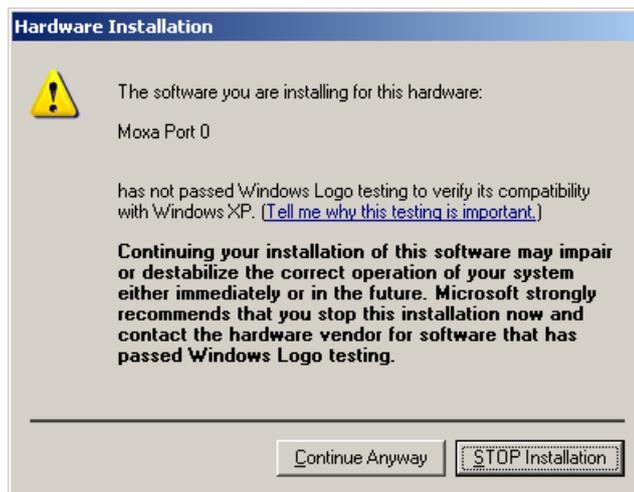 Hardware Installation
The software you are installing for this hardware:
Moxa Port 0
has not passed Windows Logo testing to verify its compatibility
with Windows XP. (Tell me why this testing is important.)
Continuing your installation of this software may impair
or destabilize the correct operation of your system
either immediately or in the future. Microsoft strongly
recommends that you stop this installation now and
contact the hardware vendor for software that has
passed Windows Logo testing.
Continue Anyway
STOP Installation